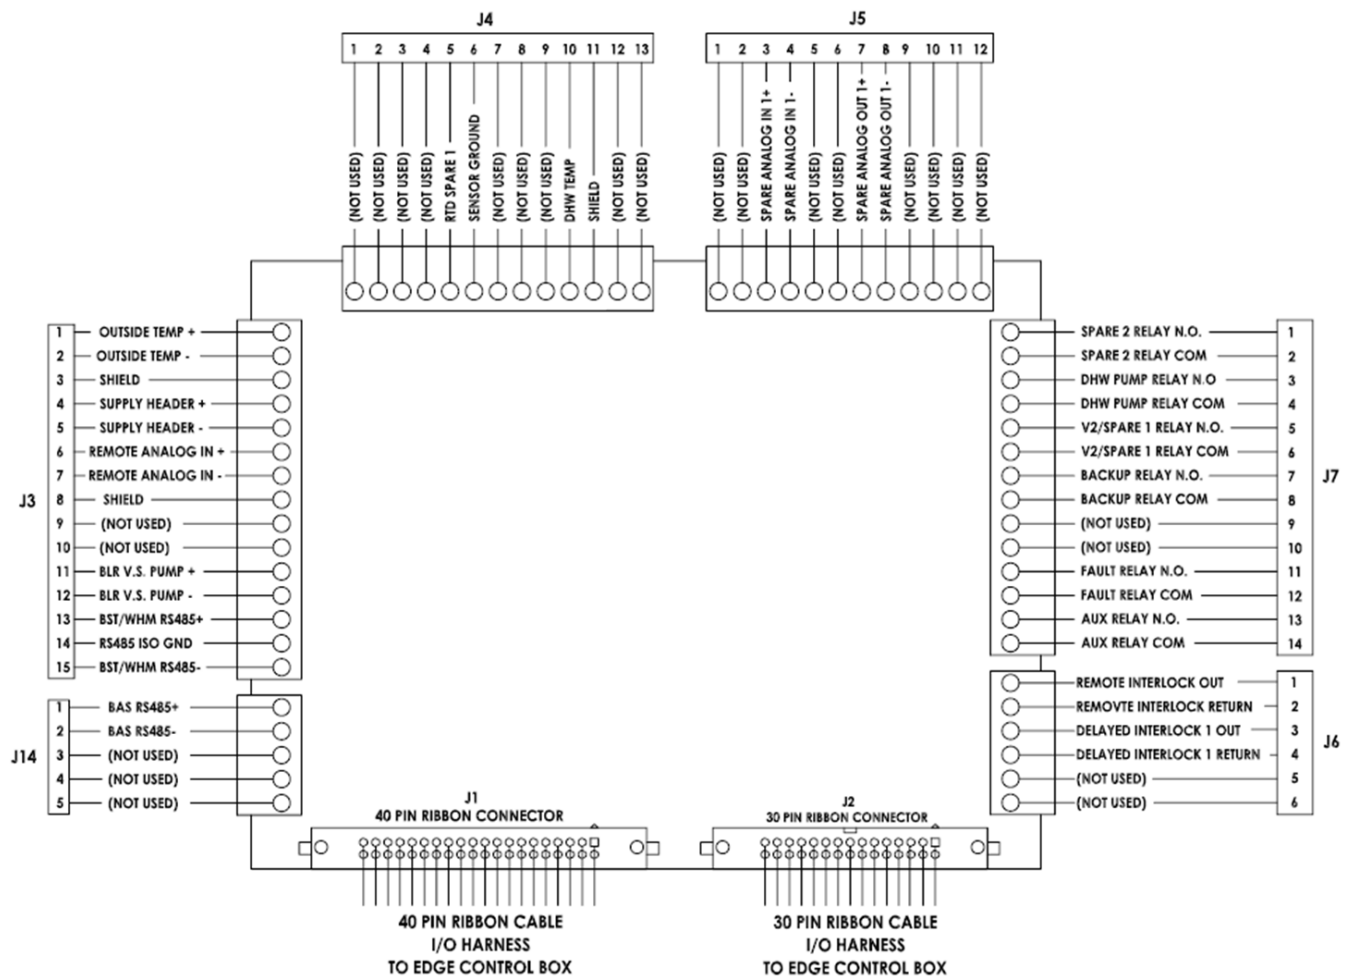 J4
1 2 3 4 5 6 7 8 9 10 11 12 13
(NOT USED)
(NOT USED)
(NOT USED)
(NOT USED)
RTD SPARE 1
SENSOR GROUND
(NOT USED)
(NOT USED)
(NOT USED)
DHW TEMP
SHIELD
(NOT USED)
(NOT USED)
J5
1 2 3 4 5 6 7 8 9 10 11 12
(NOT USED)
(NOT USED)
SPARE ANALOG IN 1+
SPARE ANALOG IN 1-
(NOT USED)
(NOT USED)
SPARE ANALOG OUT 1+
SPARE ANALOG OUT 1-
(NOT USED)
(NOT USED)
(NOT USED)
(NOT USED)
J3
1 OUTSIDE TEMP +
2 OUTSIDE TEMP -
3 SHIELD
4 SUPPLY HEADER +
5 SUPPLY HEADER -
6 REMOTE ANALOG IN +
7 REMOTE ANALOG IN -
8 SHIELD
9 (NOT USED)
10 (NOT USED)
11 BLR V.S. PUMP +
12 BLR V.S. PUMP -
13 BST/WHM RS485+
14 RS485 ISO GND
15 BST/WHM RS485-
J14
1 BAS RS485+
2 BAS RS485-
3 (NOT USED)
4 (NOT USED)
5 (NOT USED)
SPARE 2 RELAY N.O. 1
SPARE 2 RELAY COM 2
DHW PUMP RELAY N.O 3
DHW PUMP RELAY COM 4
V2/SPARE 1 RELAY N.O. 5
V2/SPARE 1 RELAY COM 6
BACKUP RELAY N.O. 7
BACKUP RELAY COM 8
(NOT USED) 9
(NOT USED) 10
FAULT RELAY N.O. 11
FAULT RELAY COM 12
AUX RELAY N.O. 13
AUX RELAY COM 14
J7
REMOTE INTERLOCK OUT 1
REMOVTE INTERLOCK RETURN 2
DELAYED INTERLOCK 1 OUT 3
DELAYED INTERLOCK 1 RETURN 4
(NOT USED) 5
(NOT USED) 6
J6
J1
40 PIN RIBBON CONNECTOR
40 PIN RIBBON CABLE
I/O HARNESS
TO EDGE CONTROL BOX
J2
30 PIN RIBBON CONNECTOR
30 PIN RIBBON CABLE
I/O HARNESS
TO EDGE CONTROL BOX